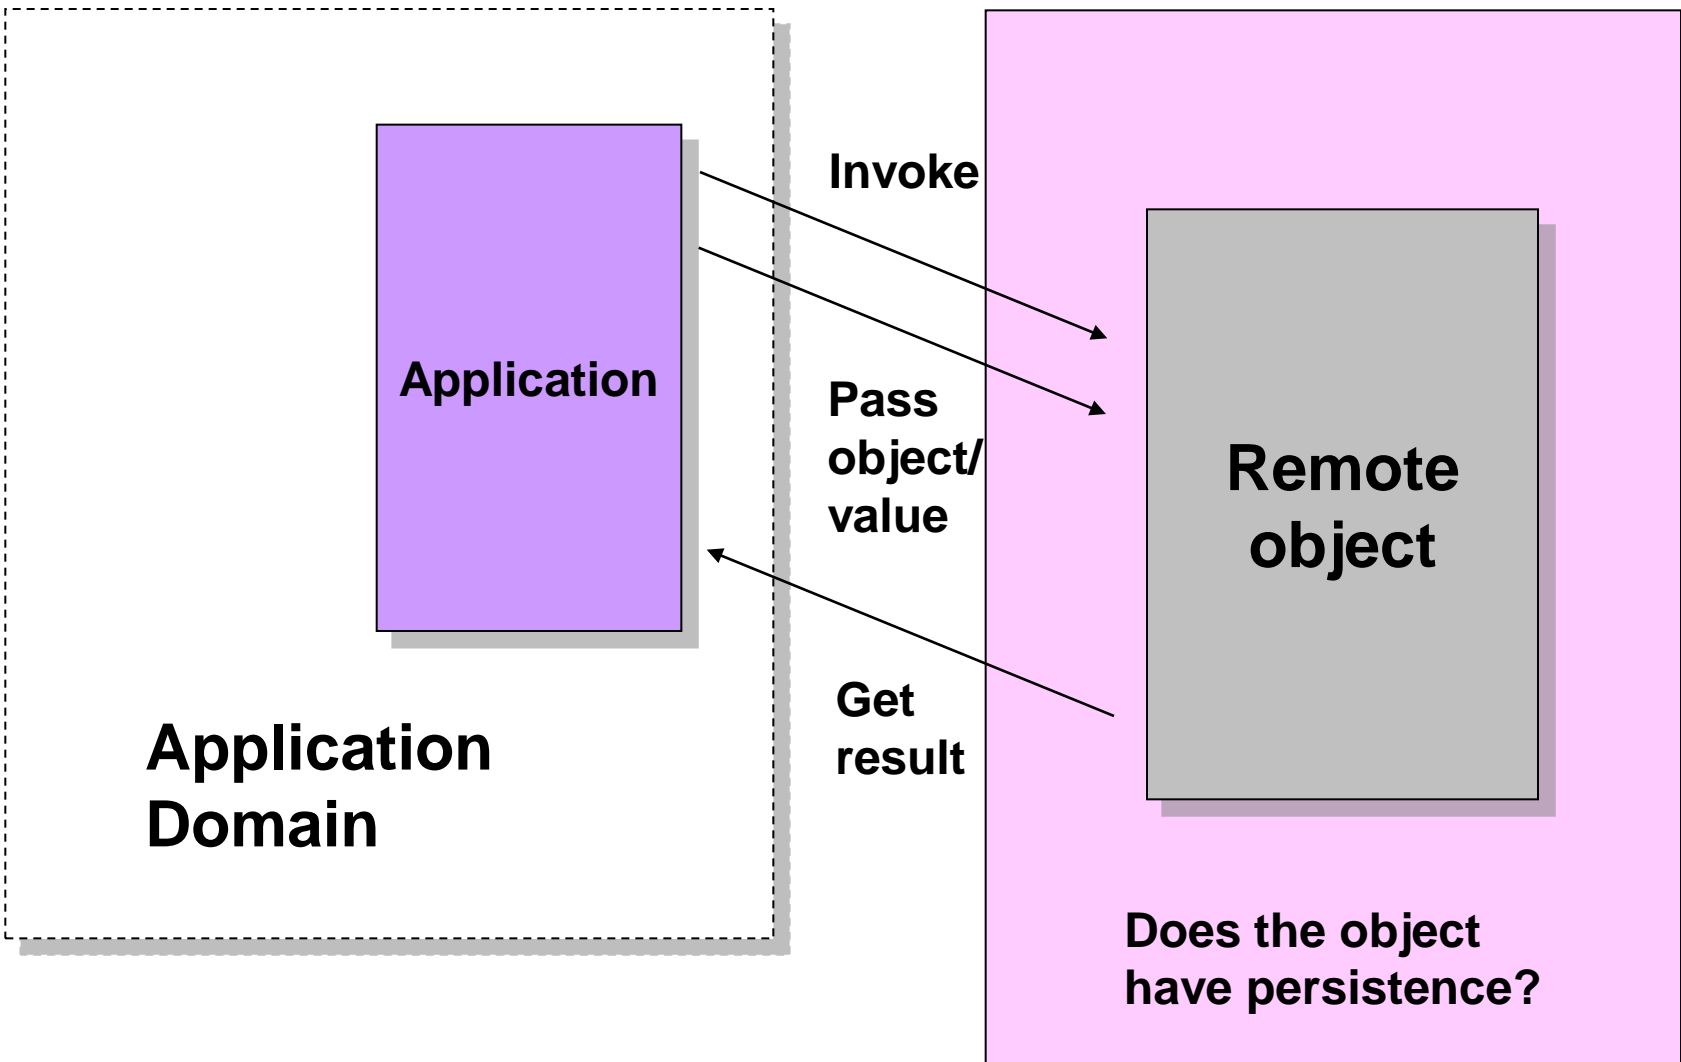 Invoke
Application
Pass
object/
value
Remote
object
Get
result
Application
Domain
Does the object
have persistence?